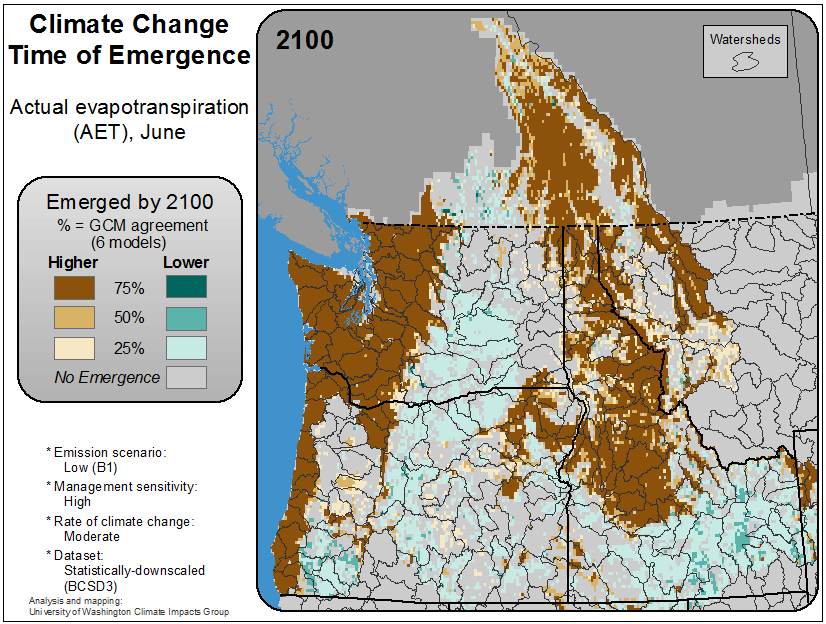 Climate Change
Time of Emergence
Actual evapotranspiration
(AET), June
Emerged by 2100
% = GCM agreement
(6 models)
Higher Lower
75%
50%
25%
No Emergence
* Emission scenario:
Low (B1)
* Management sensitivity:
High
* Rate of climate change:
Moderate
* Dataset:
Statistically-downscaled
(BCSD3)
Analysis and mapping:
University of Washington Climate Impacts Group
2100
Watersheds